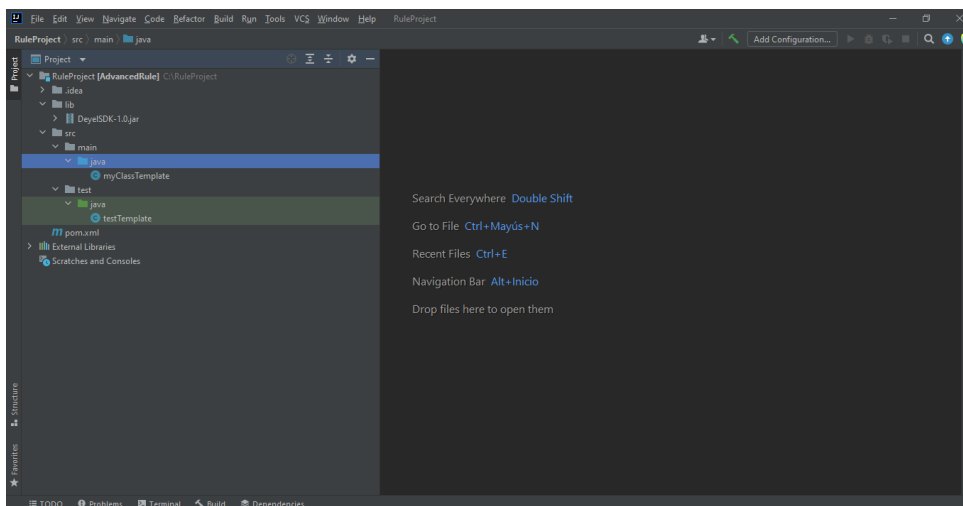 File Edit View Navigate Code Refactor Build Run Tools VCS Window Help RuleProject
RuleProject src main java
Add Configuration...
Project
Project
RuleProject [AdvancedRule] C:\RuleProject
.idea
lib
DeyelSDK-1.0.jar
src
main
java
myClassTemplate
test
java
testTemplate
pom.xml
External Libraries
Scratches and Consoles
Search Everywhere Double Shift
Go to File Ctrl+Mayús+N
Recent Files Ctrl+E
Navigation Bar Alt+Inicio
Drop files here to open them
Structure
Favorites
TODO Problems Terminal Build Dependencies